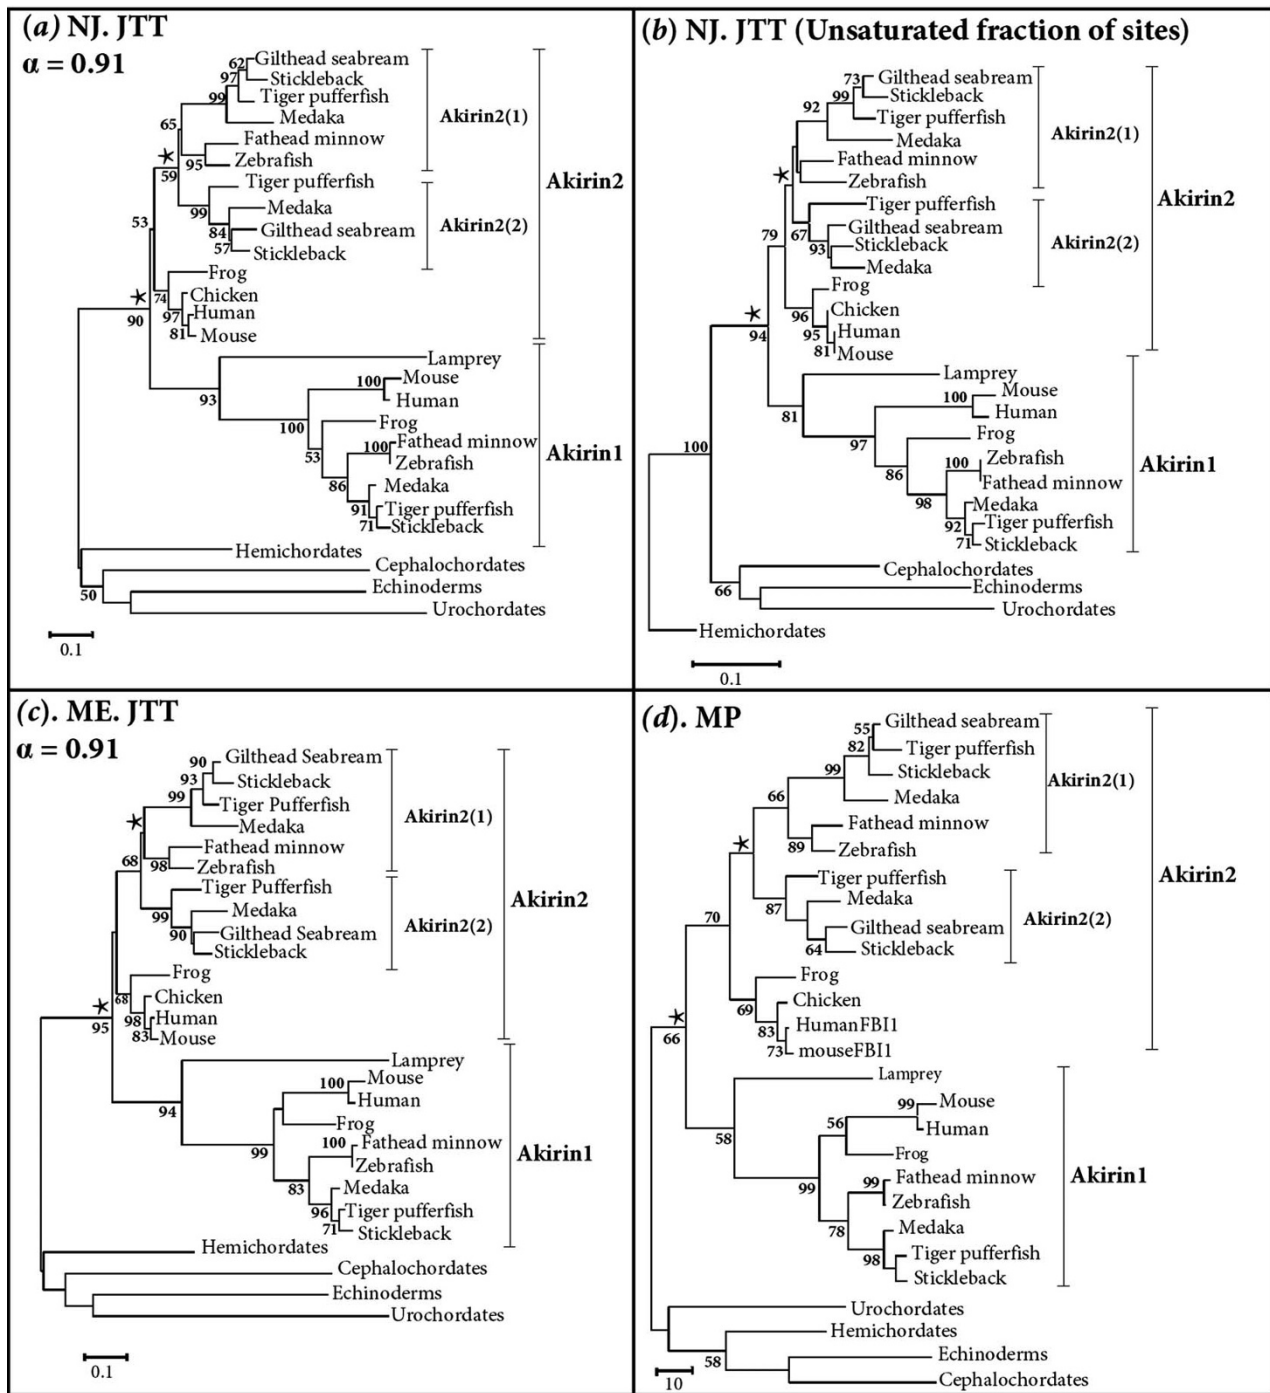 (a) NJ. JTT
α = 0.91
62
Gilthead seabream
97
Stickleback
99
Tiger pufferfish
Medaka
65
Fathead minnow
95
Zebrafish
Akirin2(1)
59
Tiger pufferfish
99
Medaka
84
Gilthead seabream
57
Stickleback
Akirin2(2)
Akirin2
53
Frog
74
Chicken
97
Human
81
Mouse
90
Lamprey
93
100
Mouse
Human
100
Frog
53
100
Fathead minnow
Zebrafish
86
Medaka
91
Tiger pufferfish
71
Stickleback
Akirin1
Hemichordates
Cephalochordates
50
Echinoderms
Urochordates
0.1
(b) NJ. JTT (Unsaturated fraction of sites)
73
Gilthead seabream
99
Stickleback
92
Tiger pufferfish
Medaka
Fathead minnow
Zebrafish
Akirin2(1)
Tiger pufferfish
67
Gilthead seabream
93
Stickleback
Medaka
Akirin2(2)
Akirin2
79
Frog
96
Chicken
95
Human
81
Mouse
94
Lamprey
81
100
Mouse
Human
97
Frog
86
100
Zebrafish
Fathead minnow
98
Medaka
92
Tiger pufferfish
71
Stickleback
Akirin1
100
Cephalochordates
66
Echinoderms
Urochordates
Hemichordates
0.1
(c). ME. JTT
α = 0.91
90
Gilthead Seabream
93
Stickleback
99
Tiger Pufferfish
Medaka
Fathead minnow
98
Zebrafish
Akirin2(1)
68
Tiger Pufferfish
99
Medaka
90
Gilthead Seabream
Stickleback
Akirin2(2)
Akirin2
Frog
68
Chicken
98
Human
83
Mouse
95
Lamprey
94
100
Mouse
Human
Frog
99
100
Fathead minnow
Zebrafish
83
Medaka
96
Tiger pufferfish
71
Stickleback
Akirin1
Hemichordates
Cephalochordates
Echinoderms
Urochordates
0.1
(d). MP
55
Gilthead seabream
82
Tiger pufferfish
99
Stickleback
Medaka
66
Fathead minnow
89
Zebrafish
Akirin2(1)
Tiger pufferfish
87
Medaka
Gilthead seabream
64
Stickleback
Akirin2(2)
Akirin2
70
Frog
69
Chicken
83
HumanFBI1
73
mouseFBI1
66
Lamprey
58
99
Mouse
56
Human
Frog
99
99
Fathead minnow
Zebrafish
78
Medaka
98
Tiger pufferfish
Stickleback
Akirin1
Urochordates
Hemichordates
58
Echinoderms
Cephalochordates
10